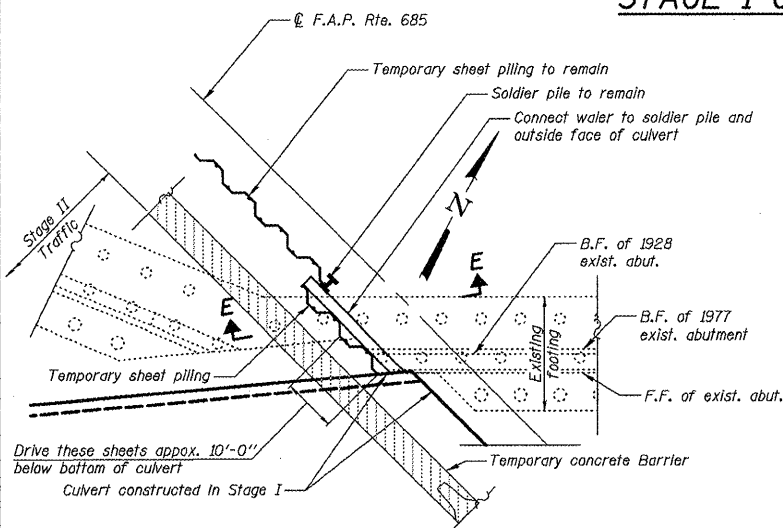 STAGE I
℄ F.A.P. Rte. 685
Temporary sheet piling to remain
Soldier pile to remain
Connect waler to soldier pile and
outside face of culvert
N
Stage II
Traffic
B.F. of 1928
exist. abut.
E
E
B.F. of 1977
exist. abutment
Existing
footing
Temporary sheet piling
F.F. of exist. abut.
Drive these sheets appox. 10'-0"
below bottom of culvert
Temporary concrete Barrier
Culvert constructed in Stage I